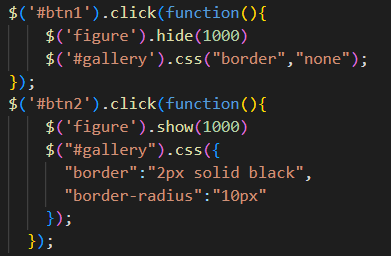 $('#btn1').click(function(){
    $('figure').hide(1000)
    $('#gallery').css("border","none");
});
$('#btn2').click(function(){
    $('figure').show(1000)
    $("#gallery").css({
      "border":"2px solid black",
      "border-radius":"10px"
    });
  });